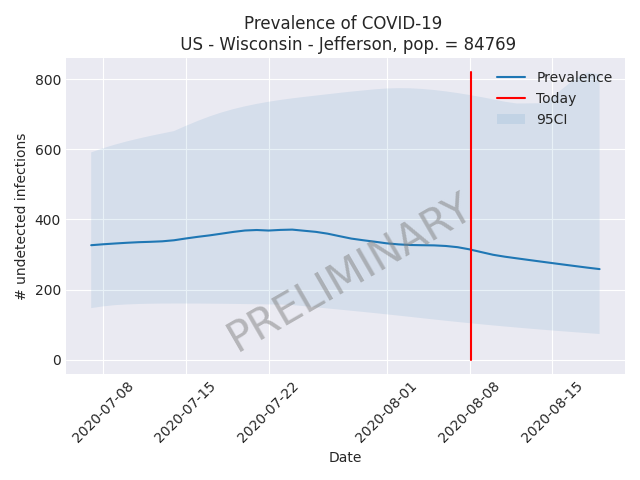 Prevalence of COVID-19
US - Wisconsin - Jefferson, pop. = 84769
# undetected infections
800
600
400
200
0
Prevalence
Today
95CI
PRELIMINARY
2020-07-08
2020-07-15
2020-07-22
2020-08-01
2020-08-08
2020-08-15
Date